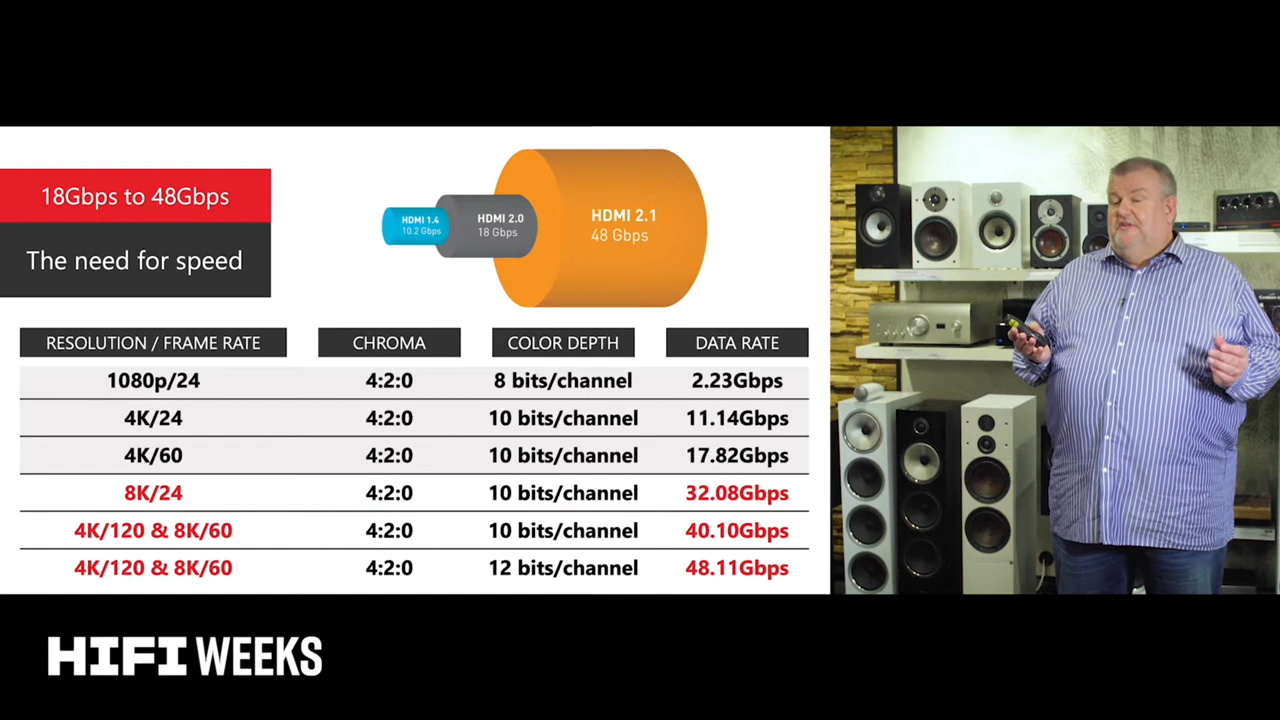 18Gbps to 48Gbps
The need for speed
HDMI 1.4
10.2 Gbps
HDMI 2.0
18 Gbps
HDMI 2.1
48 Gbps
RESOLUTION / FRAME RATE CHROMA COLOR DEPTH DATA RATE
1080p/24 4:2:0 8 bits/channel 2.23Gbps
4K/24 4:2:0 10 bits/channel 11.14Gbps
4K/60 4:2:0 10 bits/channel 17.82Gbps
8K/24 4:2:0 10 bits/channel 32.08Gbps
4K/120 & 8K/60 4:2:0 10 bits/channel 40.10Gbps
4K/120 & 8K/60 4:2:0 12 bits/channel 48.11Gbps
HIFI WEEKS